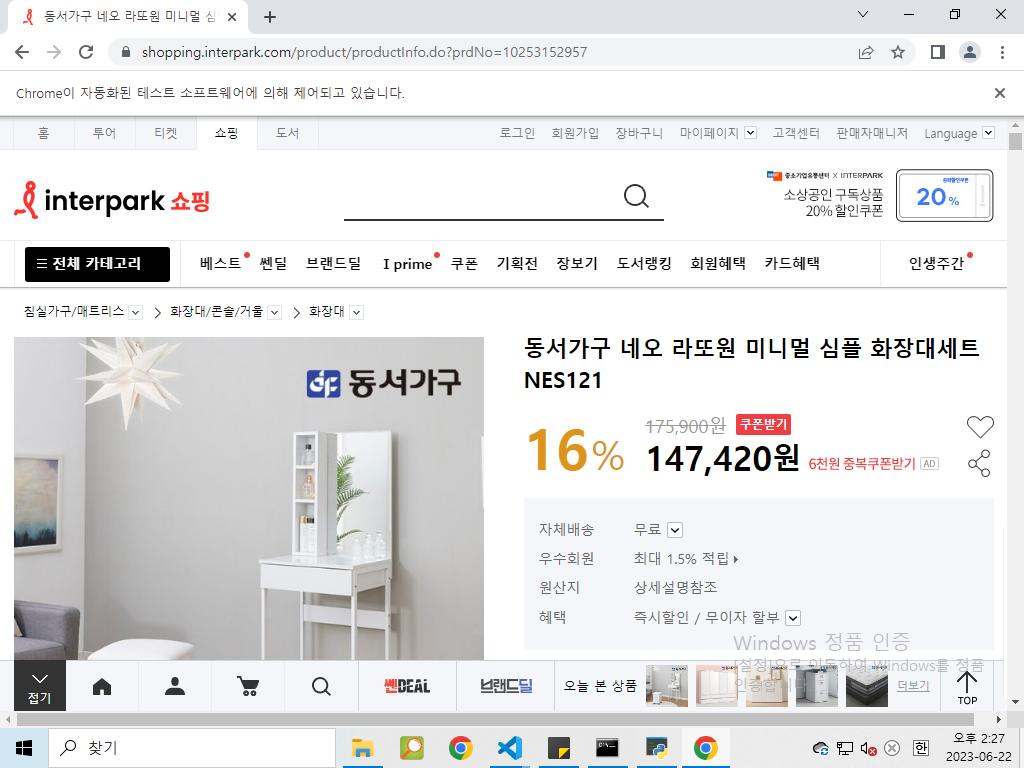 동서가구 네오 라또원 미니멀 심
shopping.interpark.com/product/productInfo.do?prdNo=10253152957
Chrome이 자동화된 테스트 소프트웨어에 의해 제어되고 있습니다.
홈 투어 티켓 쇼핑 도서 로그인 회원가입 장바구니 마이페이지 고객센터 판매자매니저 Language
중소기업유통센터 X INTERPARK
interpark 쇼핑
소상공인 구독상품
20% 할인쿠폰
20%
전체 카테고리 베스트 쎈딜 브랜드딜 I prime 쿠폰 기획전 장보기 도서랭킹 회원혜택 카드혜택 인생주간
침실가구/매트리스 > 화장대/콘솔/거울 > 화장대
동서가구 네오 라또원 미니멀 심플 화장대세트
NES121
동서가구
16% 175,900원 쿠폰받기
147,420원 6천원 중복쿠폰받기 AD
자체배송 무료
우수회원 최대 1.5% 적립
원산지 상세설명참조
혜택 즉시할인 / 무이자 할부
Windows 정품 인증
[설정]으로 이동하여 Windows를 정품
인증합니다.
접기 쎈DEAL 브랜드딜 오늘 본 상품 더보기 TOP
찾기
한
오후 2:27
2023-06-22